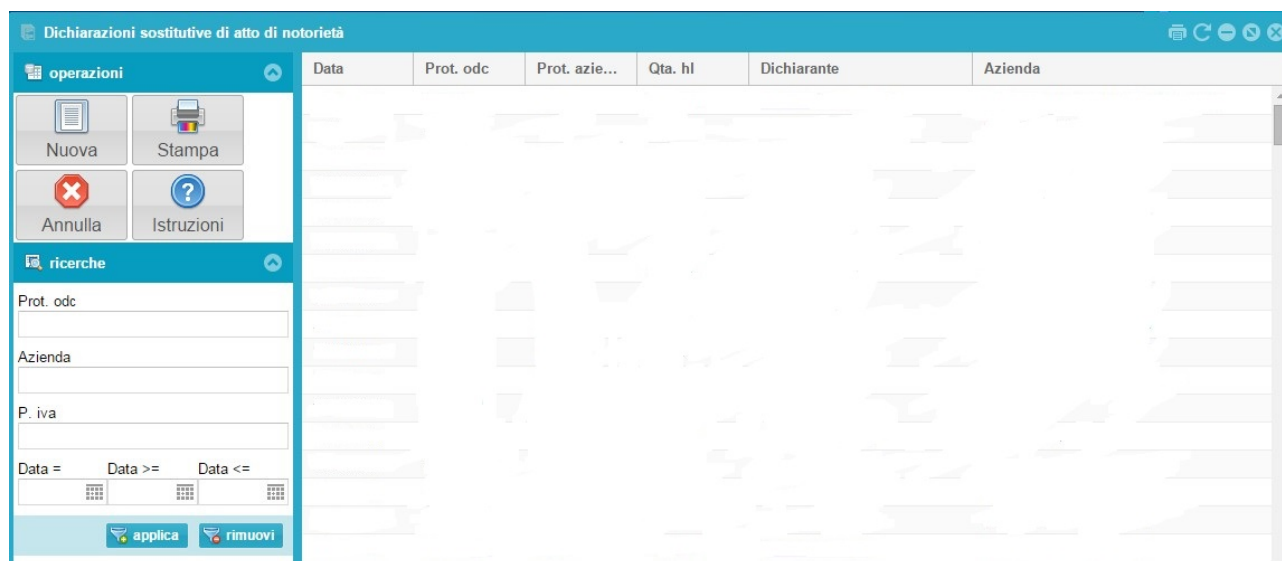 Dichiarazioni sostitutive di atto di notorietà
operazioni
Nuova Stampa
Annulla Istruzioni
ricerche
Prot. odc
Azienda
P. iva
Data = Data >= Data <=
applica rimuovi
Data Prot. odc Prot. azie... Qta. hl Dichiarante Azienda